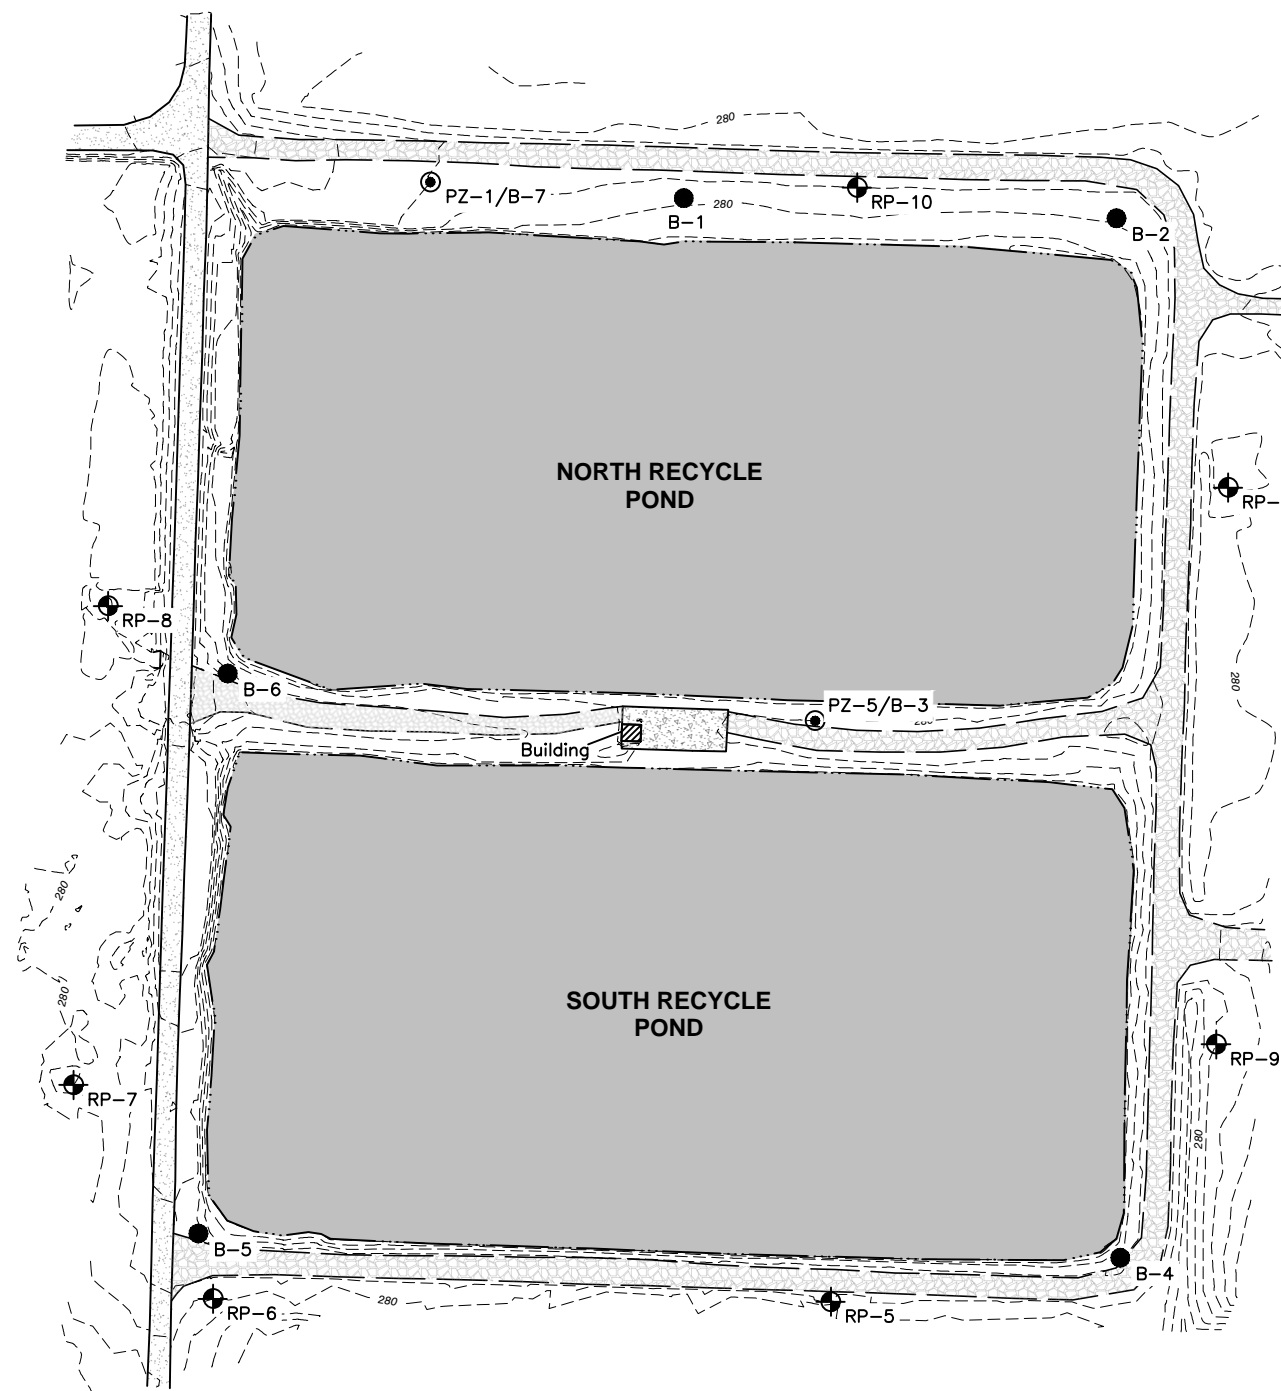 280
PZ-1/B-7
RP-10
B-1
280
B-2
NORTH RECYCLE
POND
RP-
RP-8
B-6
280
PZ-5/B-3
280
Building
280
280
SOUTH RECYCLE
POND
RP-9
RP-7
280
B-5
B-4
280
RP-6
RP-5